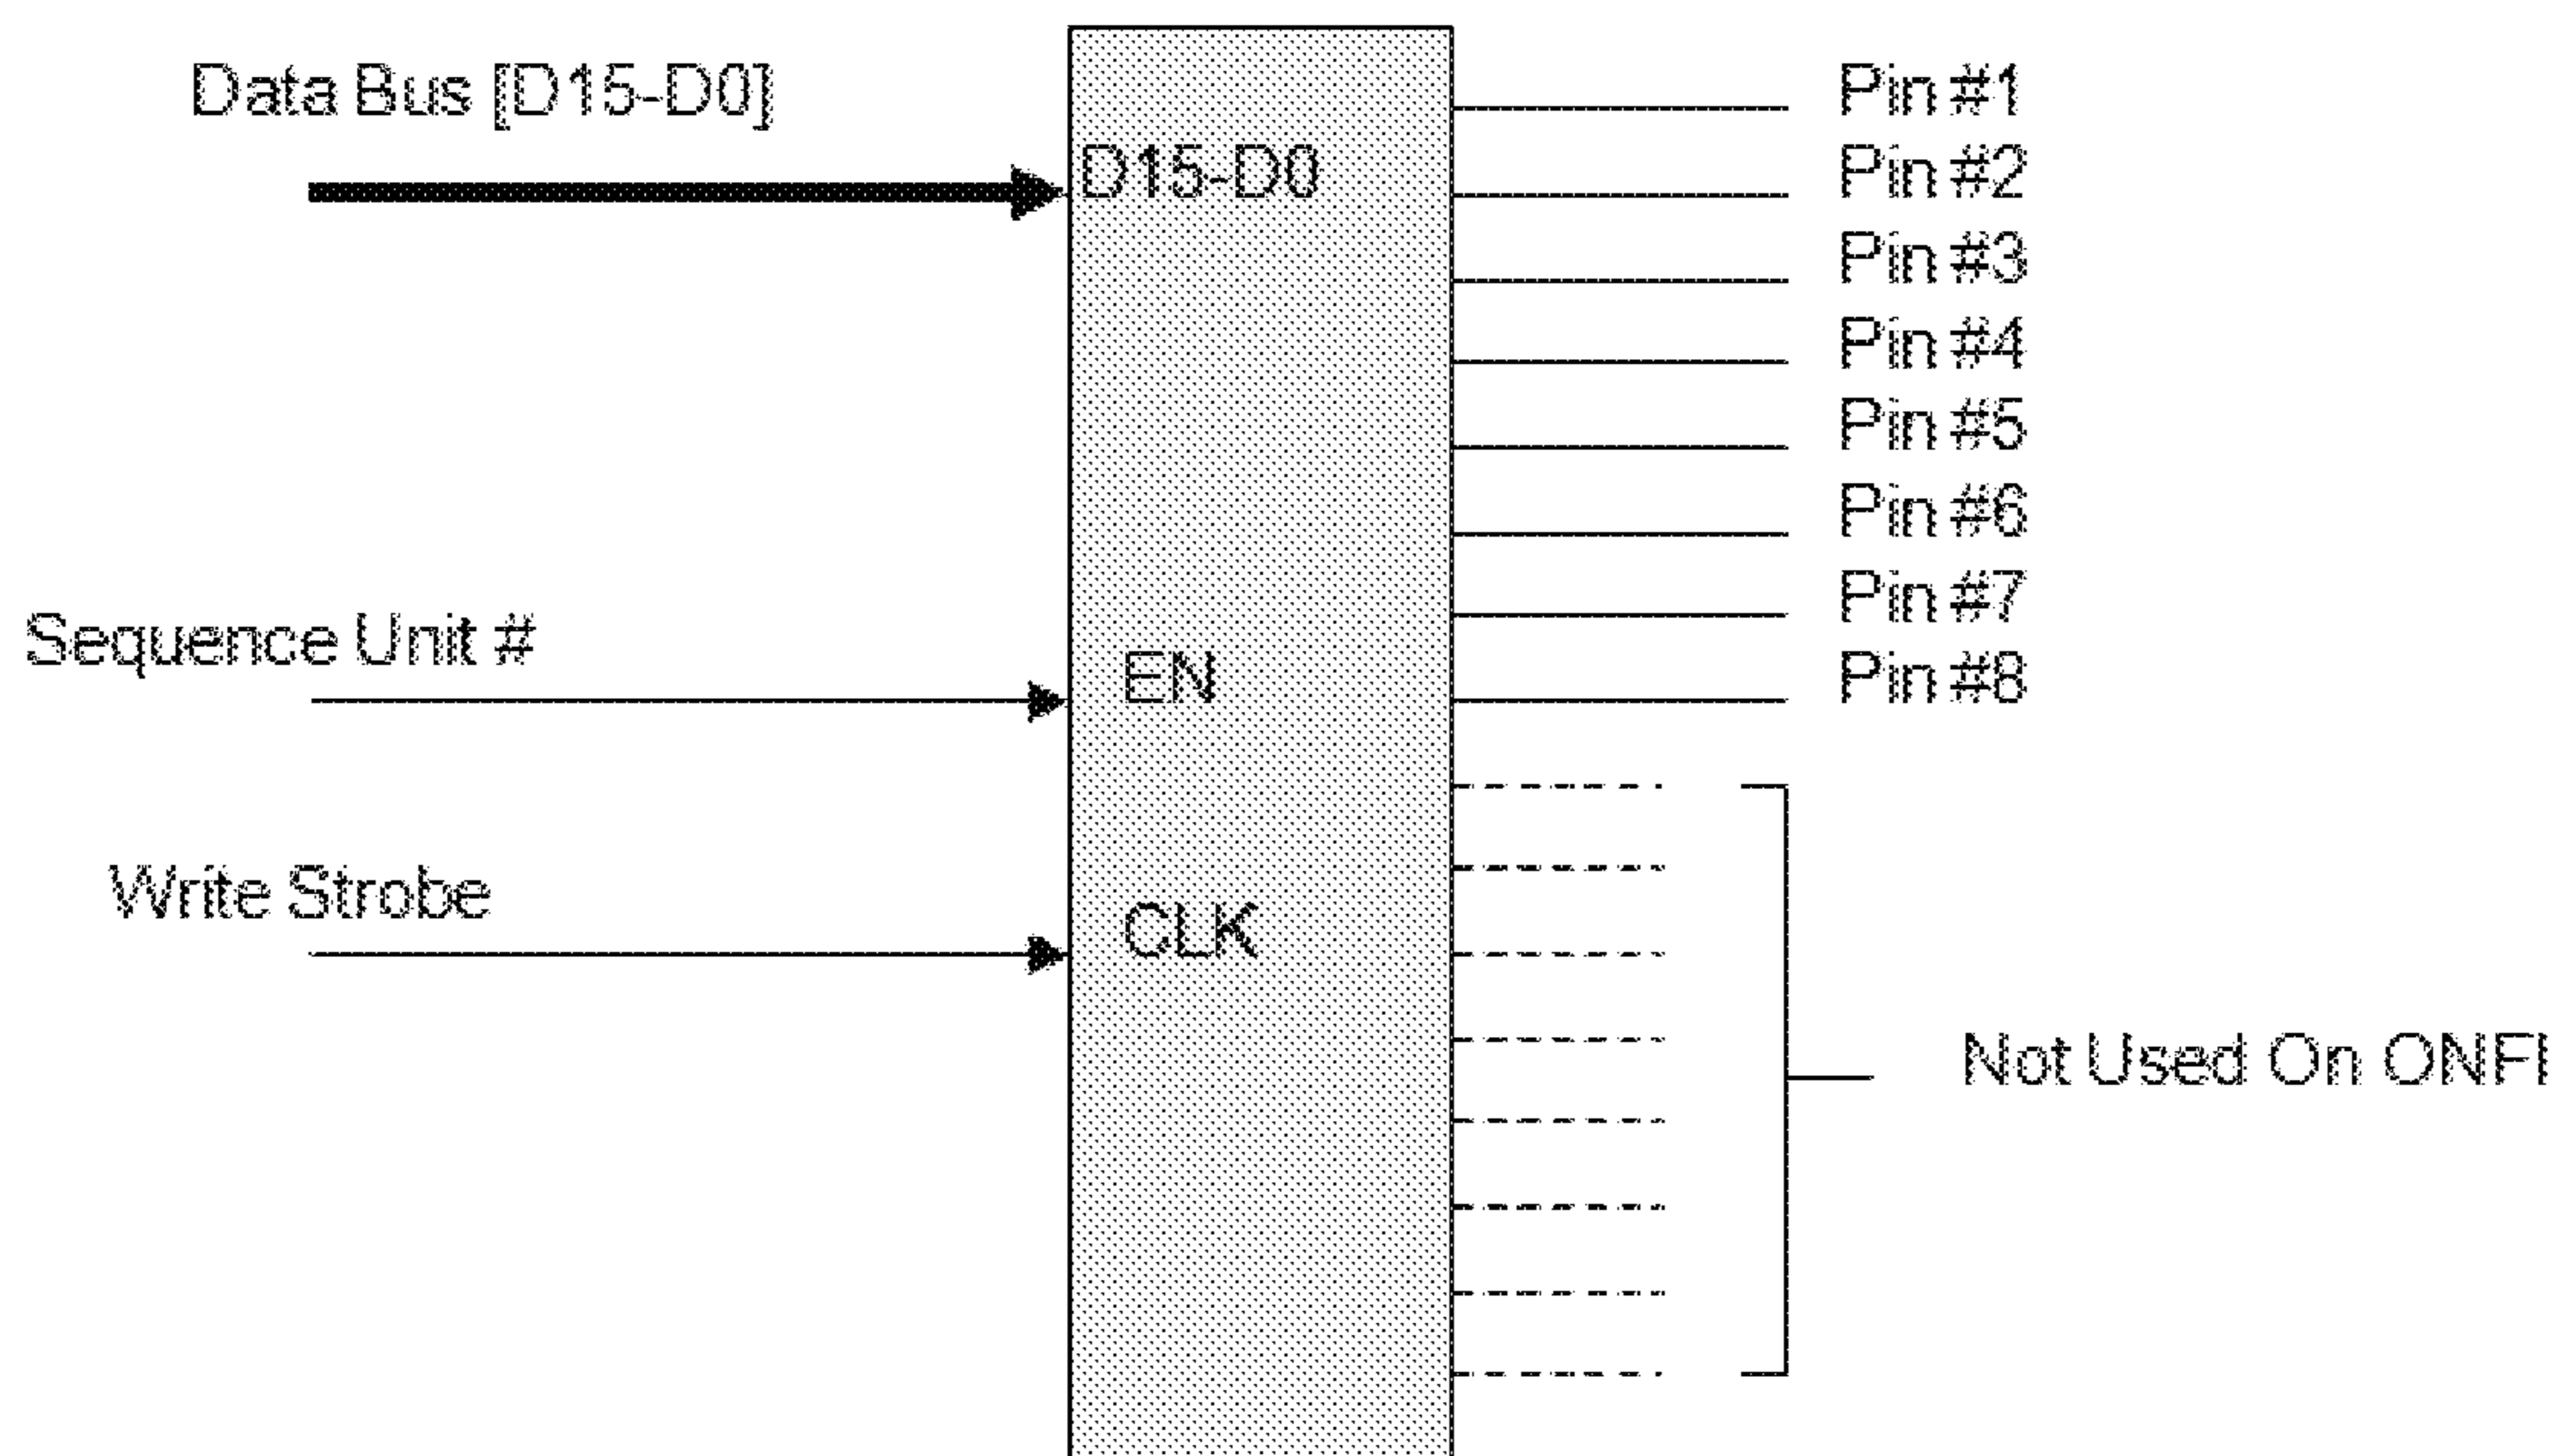 Data Bus [D15-D0]
D15-D0
Sequence Unit #
EN
Write Strobe
CLK
Pin #1
Pin #2
Pin #3
Pin #4
Pin #5
Pin #6
Pin #7
Pin #8
Not Used On ONFI